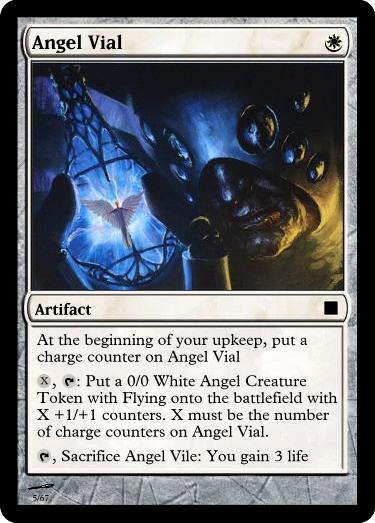 Angel Vial
Artifact
At the beginning of your upkeep, put a
charge counter on Angel Vial
X, : Put a 0/0 White Angel Creature
Token with Flying onto the battlefield with
X +1/+1 counters. X must be the number
of charge counters on Angel Vial.
, Sacrifice Angel Vile: You gain 3 life
5/67